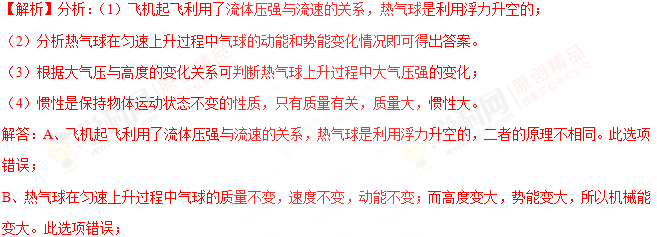 【解析】分析:(1)飞机起飞利用了流体压强与流速的关系,热气球是利用浮力升空的;
(2)分析热气球在匀速上升过程中气球的动能和势能变化情况即可得出答案。
(3)根据大气压与高度的变化关系可判断热气球上升过程中大气压强的变化;
(4)惯性是保持物体运动状态不变的性质,只有质量有关,质量大,惯性大。
解答:A、飞机起飞利用了流体压强与流速的关系,热气球是利用浮力升空的,二者的原理不相同。此选项
错误;
B、热气球在匀速上升过程中气球的质量不变,速度不变,动能不变;而高度变大,势能变大,所以机械能
变大。此选项错误;